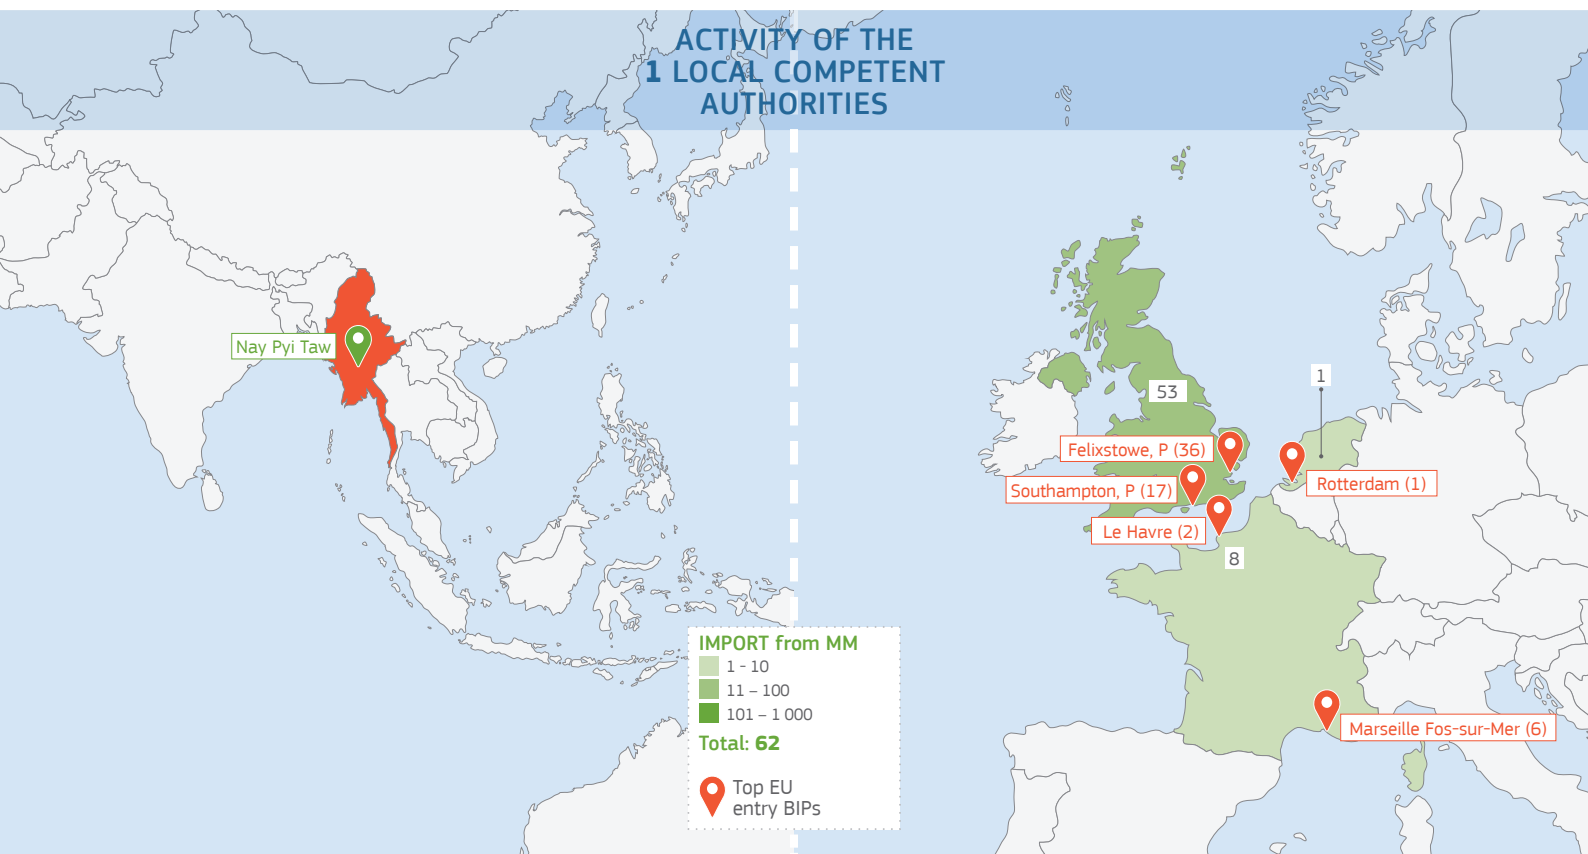 ACTIVITY OF THE
1 LOCAL COMPETENT
AUTHORITIES
Nay Pyi Taw
53
1
Felixstowe, P (36)
Southampton, P (17)
Rotterdam (1)
Le Havre (2)
8
Marseille Fos-sur-Mer (6)
IMPORT from MM
1 - 10
11 – 100
101 – 1 000
Total: 62
Top EU
entry BIPs